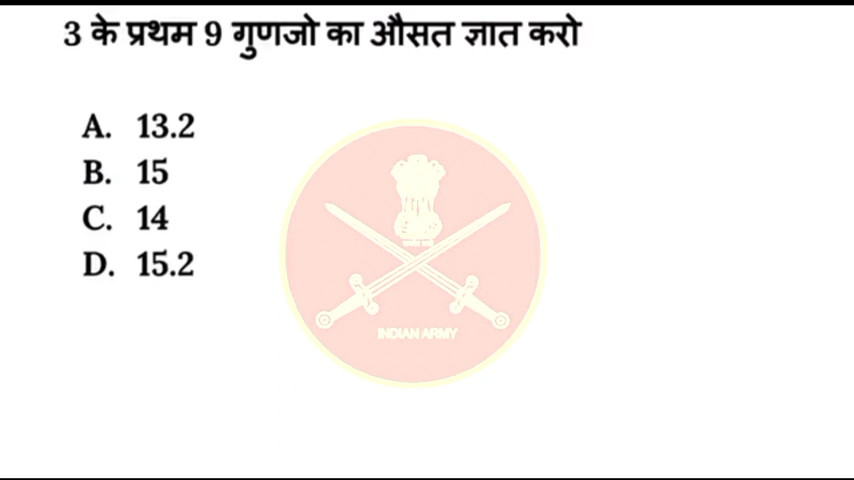 3 के प्रथम 9 गुणजो का औसत ज्ञात करो
A. 13.2
B. 15
C. 14
D. 15.2
INDIAN ARMY